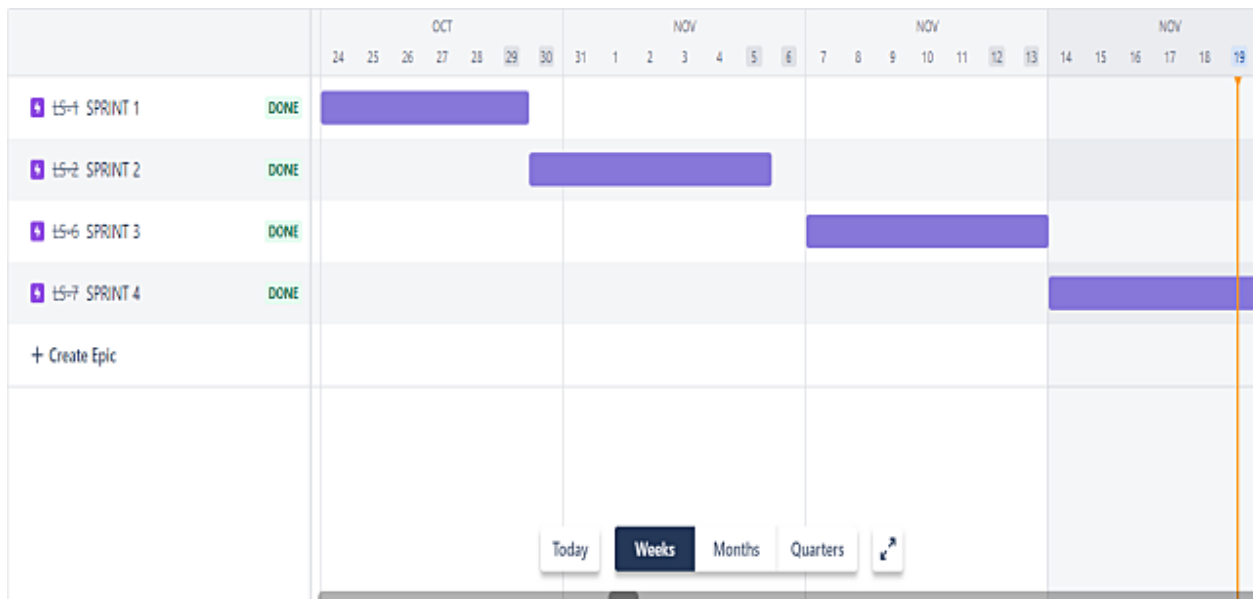 OCT NOV NOV NOV
24 25 26 27 28 29 30 31 1 2 3 4 5 6 7 8 9 10 11 12 13 14 15 16 17 18 19
LS-1 SPRINT 1 DONE
LS-2 SPRINT 2 DONE
LS-6 SPRINT 3 DONE
LS-7 SPRINT 4 DONE
+ Create Epic
Today Weeks Months Quarters